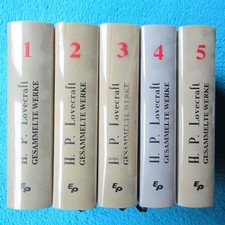 1
H. P. Lovecraft
GESAMMELTE WERKE
EP
2
H. P. Lovecraft
GESAMMELTE WERKE
EP
3
H. P. Lovecraft
GESAMMELTE WERKE
EP
4
H. P. Lovecraft
GESAMMELTE WERKE
EP
5
H. P. Lovecraft
GESAMMELTE WERKE
EP